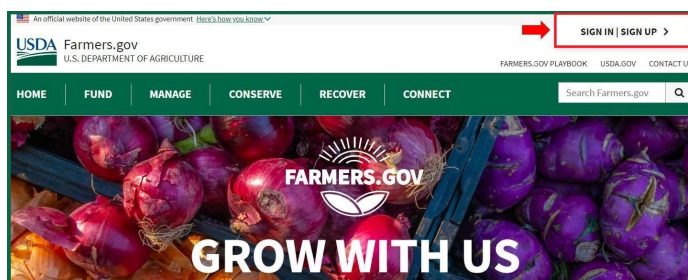 An official website of the United States government Here's how you know
SIGN IN | SIGN UP >
USDA Farmers.gov
U.S. DEPARTMENT OF AGRICULTURE
FARMERS.GOV PLAYBOOK USDA.GOV CONTACT U
HOME FUND MANAGE CONSERVE RECOVER CONNECT Search Farmers.gov
FARMERS.GOV
GROW WITH US